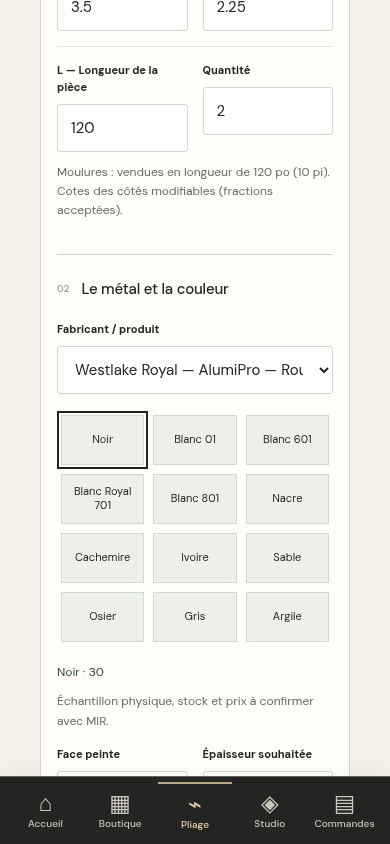 3.5
2.25
L — Longueur de la
pièce
Quantité
120
2
Moulures : vendues en longueur de 120 po (10 pi).
Cotes des côtés modifiables (fractions
acceptées).
02 Le métal et la couleur
Fabricant / produit
Westlake Royal — AlumiPro — Rou
Noir
Blanc 01
Blanc 601
Blanc Royal
701
Blanc 801
Nacre
Cachemire
Ivoire
Sable
Osier
Gris
Argile
Noir · 30
Échantillon physique, stock et prix à confirmer
avec MIR.
Face peinte
Épaisseur souhaitée
Accueil
Boutique
Pliage
Studio
Commandes